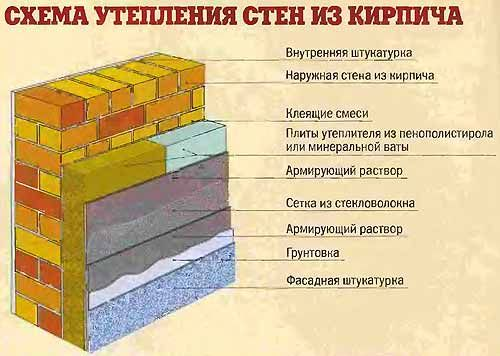 СХЕМА УТЕПЛЕНИЯ СТЕН ИЗ КИРПИЧА
Внутренняя штукатурка
Наружная стена из кирпича
Клеящие смеси
Плиты утеплителя из пенополистирола
или минеральной ваты
Армирующий раствор
Сетка из стекловолокна
Армирующий раствор
Грунтовка
Фасадная штукатурка